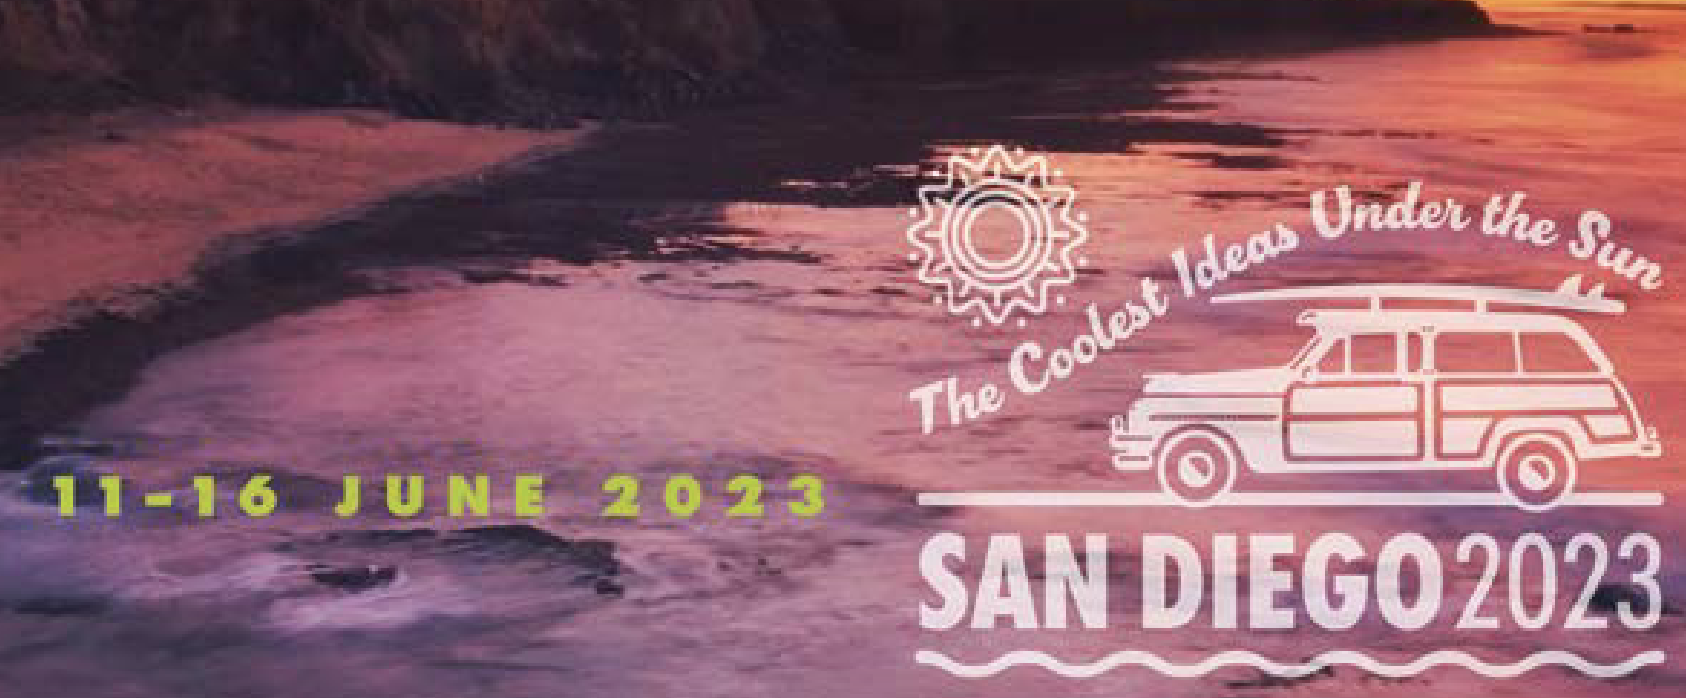 The Coolest Ideas Under the Sun
11-16 JUNE 2023
SAN DIEGO 2023